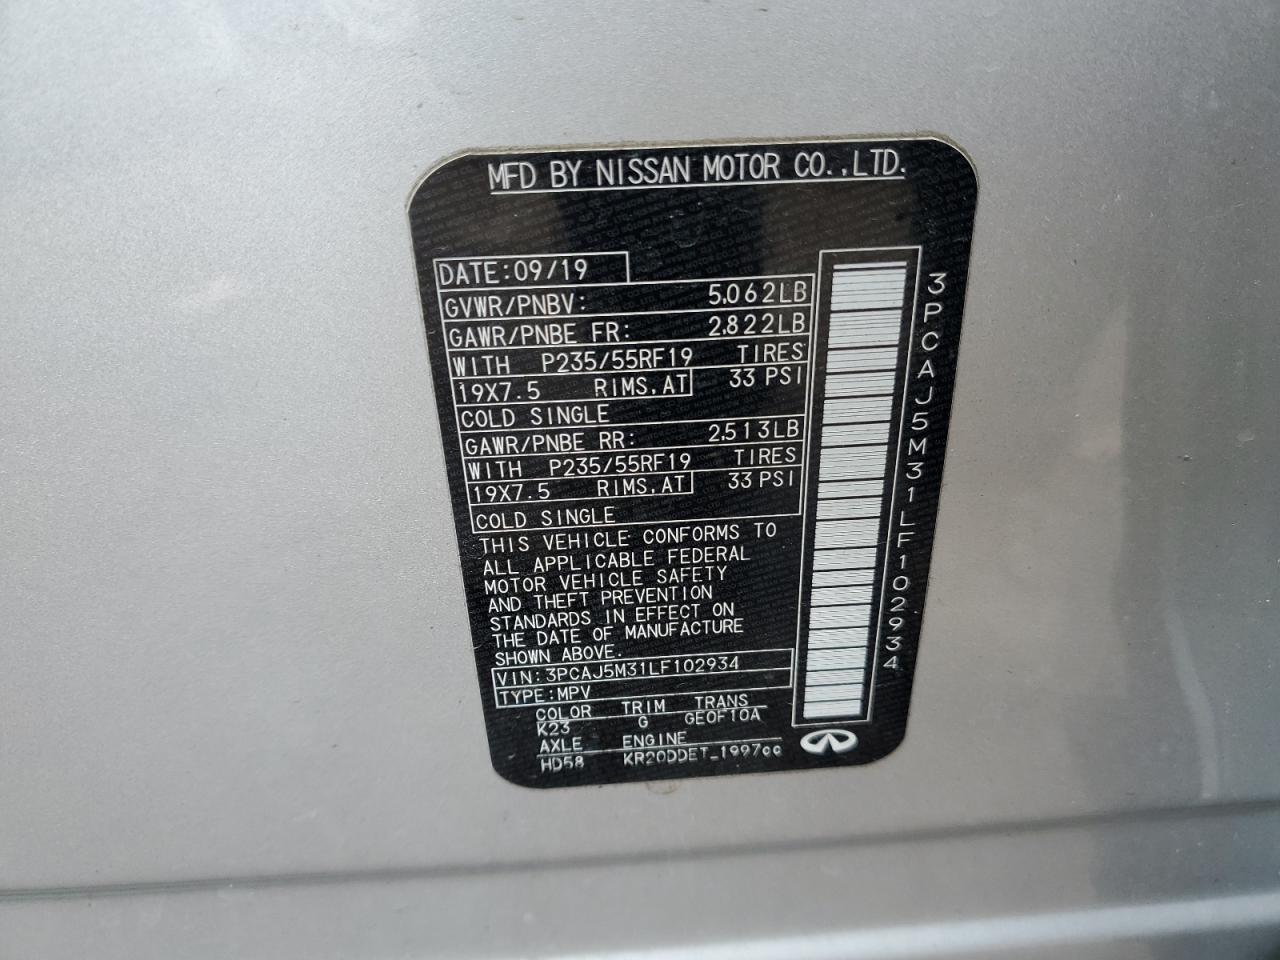 MFD BY NISSAN MOTOR CO.,LTD.
DATE:09/19
GVWR/PNBV: 5,062LB
GAWR/PNBE FR: 2,822LB
WITH P235/55RF19 TIRES
19X7.5 RIMS,AT 33 PSI
COLD SINGLE
GAWR/PNBE RR: 2,513LB
WITH P235/55RF19 TIRES
19X7.5 RIMS,AT 33 PSI
COLD SINGLE
THIS VEHICLE CONFORMS TO
ALL APPLICABLE FEDERAL
MOTOR VEHICLE SAFETY
AND THEFT PREVENTION
STANDARDS IN EFFECT ON
THE DATE OF MANUFACTURE
SHOWN ABOVE.
VIN:3PCAJ5M31LF102934
TYPE:MPV
COLOR TRIM TRANS
K23 G GE0F10A
AXLE ENGINE
HD58 KR20DDET_1997cc
3PCAJ5M31LF102934